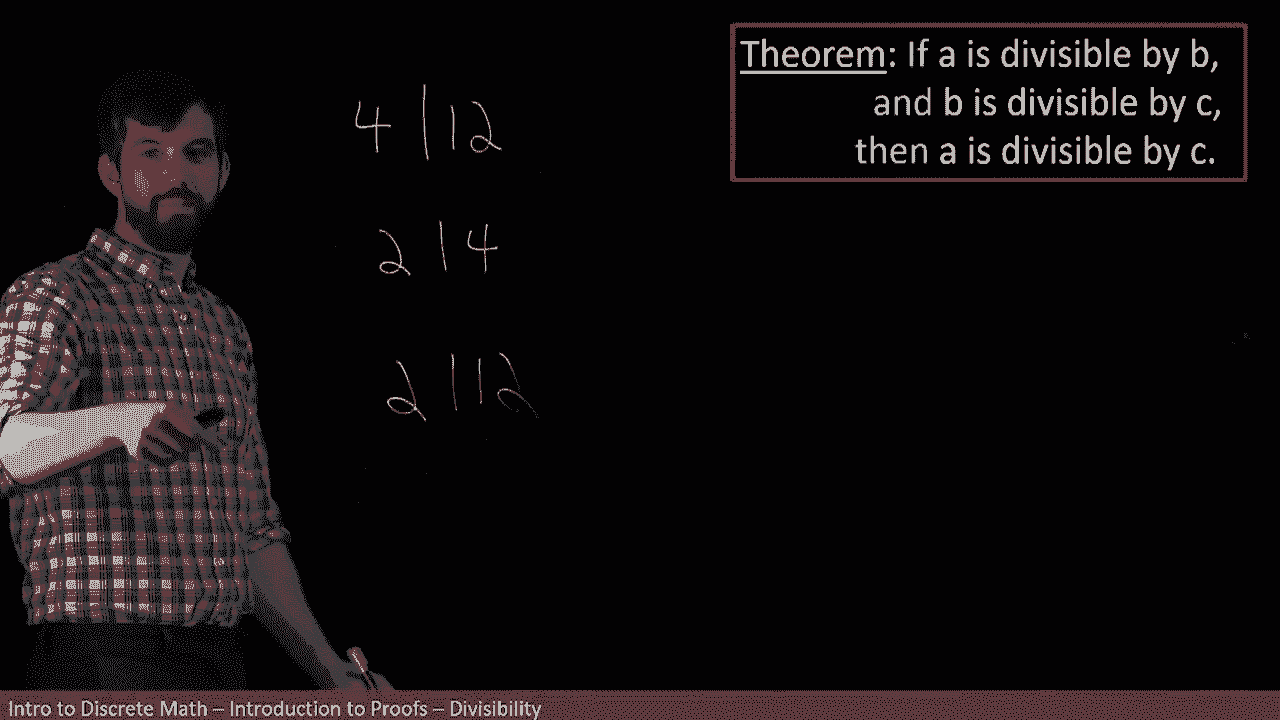 Theorem: If a is divisible by b,
and b is divisible by c,
then a is divisible by c.
4 | 12
2 | 4
2 | 12
Intro to Discrete Math – Introduction to Proofs – Divisibility